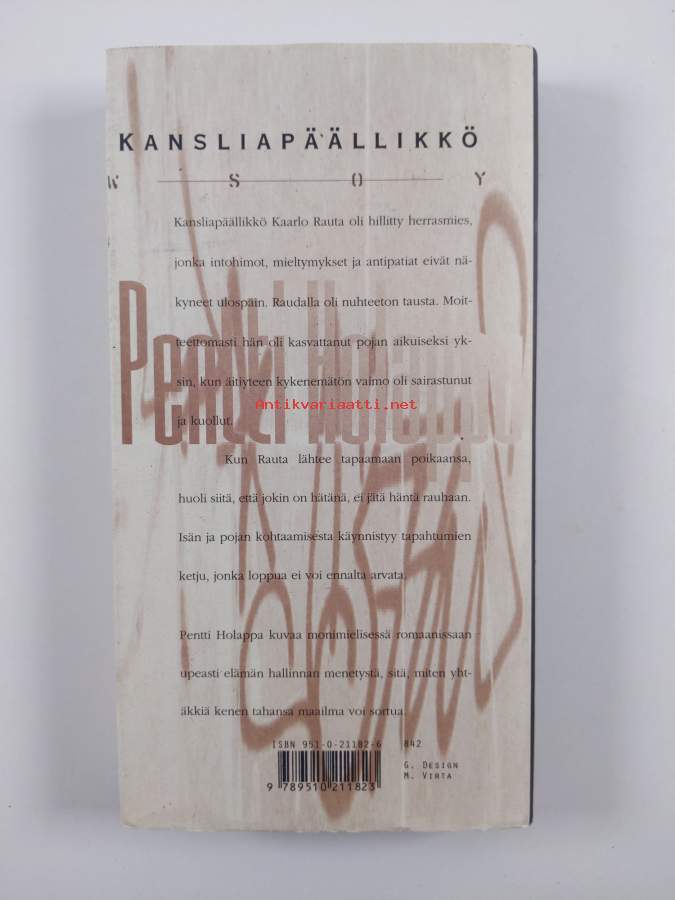 KANSLIAPÄÄLLIKKÖ
W S O Y
Kansliapäällikkö Kaarlo Rauta oli hillitty herrasmies,
jonka intohimot, mieltymykset ja antipatiat eivät nä-
kyneet ulospäin. Raudalla oli nuhteeton tausta. Moit-
teettomasti hän oli kasvattanut pojan aikuiseksi yk-
sin, kun äitiyteen kykenemätön vaimo oli sairastunut
ja kuollut.
Pentti Holappa
Antikvariaatti.net
Kun Rauta lähtee tapaamaan poikaansa,
huoli siitä, että jokin on hätänä, ei jätä häntä rauhaan.
Isän ja pojan kohtaamisesta käynnistyy tapahtumien
ketju, jonka loppua ei voi ennalta arvata.
Pentti Holappa kuvaa monimielisessä romaanissaan
upeasti elämän hallinnan menetystä, sitä, miten yht-
äkkiä kenen tahansa maailma voi sortua.
ISBN 951-0-21182-6 842
G. DESIGN
M. VIRTA
9 789510 211823